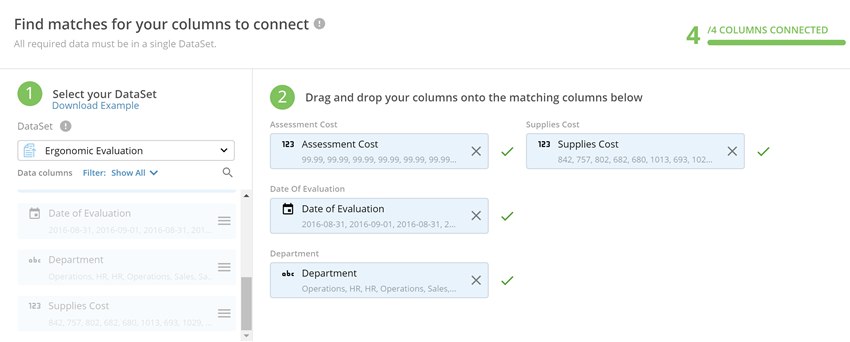 Find matches for your columns to connect
All required data must be in a single DataSet.
4 /4 COLUMNS CONNECTED
1 Select your DataSet
Download Example
DataSet
Ergonomic Evaluation
Data columns Filter: Show All
Date of Evaluation
2016-08-31, 2016-09-01, 2016-08-31, 201...
abc Department
Operations, HR, HR, Operations, Sales, Sa...
123 Supplies Cost
842, 757, 802, 682, 680, 1013, 693, 1029, ...
2 Drag and drop your columns onto the matching columns below
Assessment Cost
123 Assessment Cost
99.99, 99.99, 99.99, 99.99, 99.99, 99.99...
Supplies Cost
123 Supplies Cost
842, 757, 802, 682, 680, 1013, 693, 102...
Date Of Evaluation
Date of Evaluation
2016-08-31, 2016-09-01, 2016-08-31, 2...
Department
abc Department
Operations, HR, HR, Operations, Sales,...